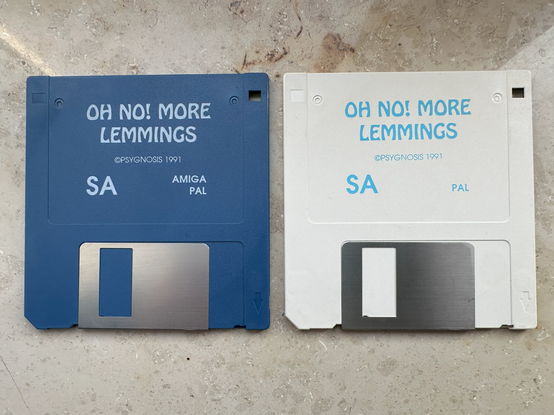 OH NO! MORE
LEMMINGS
©PSYGNOSIS 1991
SA
AMIGA
PAL
OH NO! MORE
LEMMINGS
©PSYGNOSIS 1991
SA
PAL